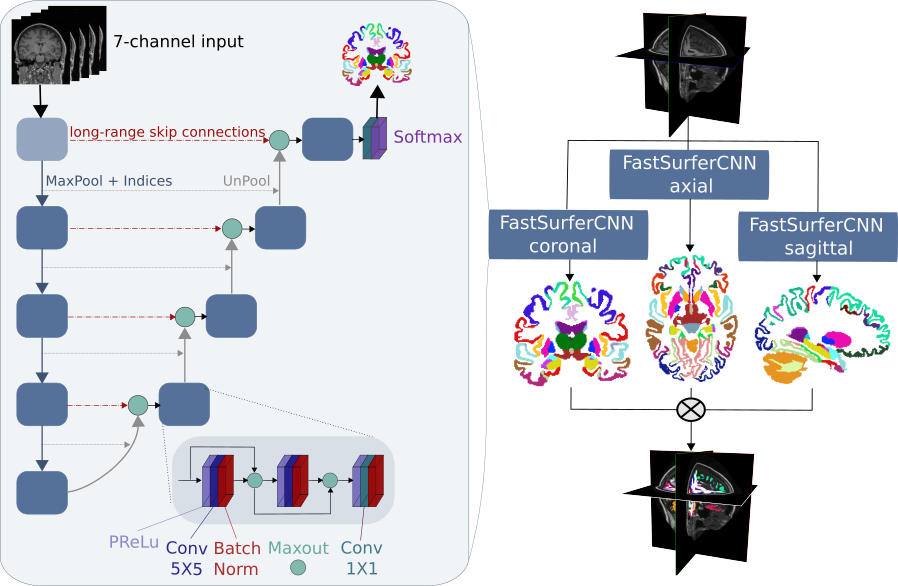 7-channel input
long-range skip connections
Softmax
MaxPool + Indices
UnPool
PReLu
Conv
5X5
Batch
Norm
Maxout
Conv
1X1
FastSurferCNN
axial
FastSurferCNN
coronal
FastSurferCNN
sagittal